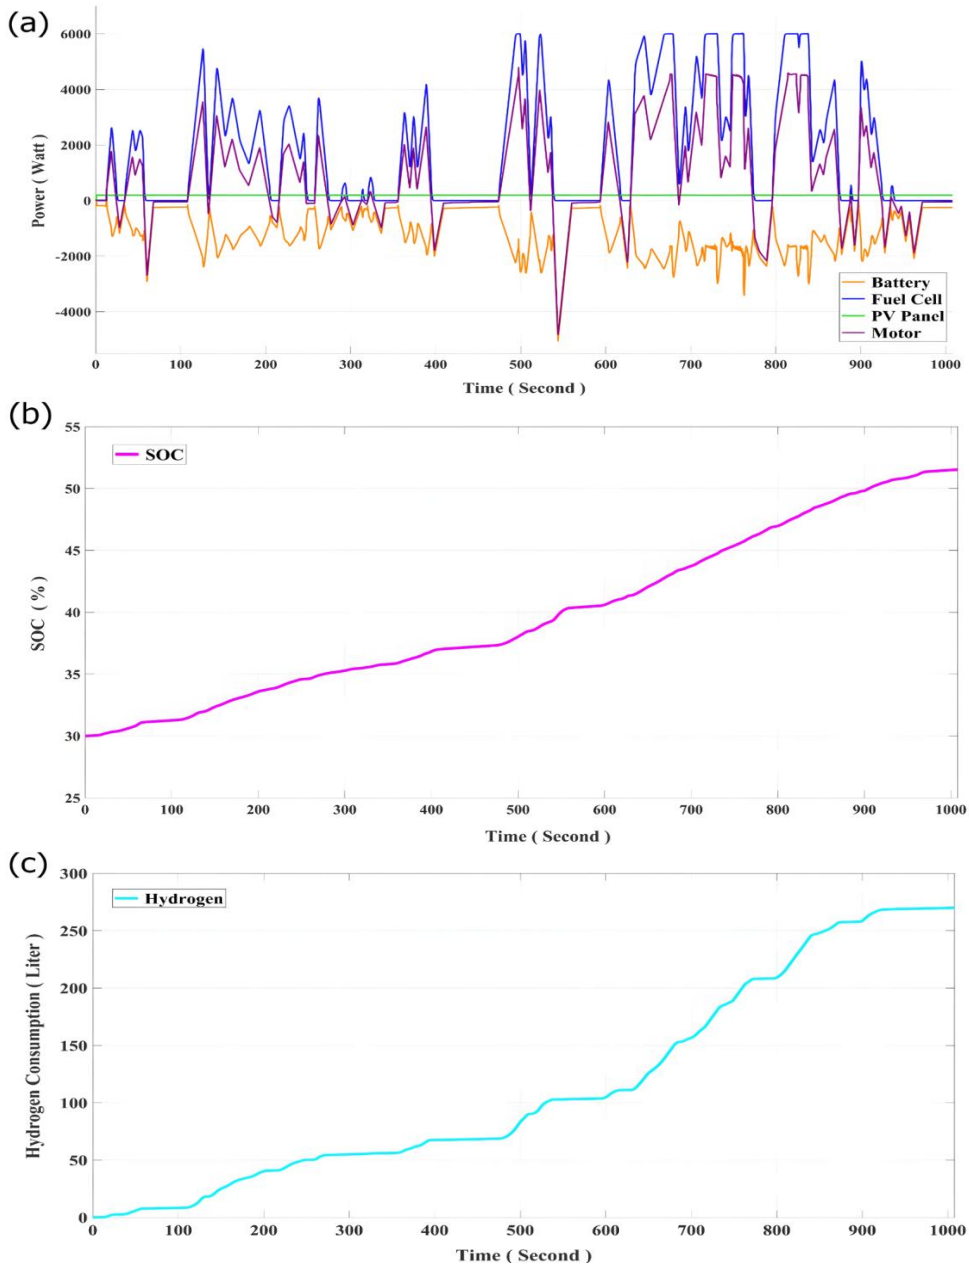 (a)
6000
4000
2000
0
-2000
-4000
Power ( Watt )
Battery
Fuel Cell
PV Panel
Motor
0 100 200 300 400 500 600 700 800 900 1000
Time ( Second )
(b)
55
50
45
40
35
30
25
SOC ( % )
SOC
0 100 200 300 400 500 600 700 800 900 1000
Time ( Second )
(c)
300
250
200
150
100
50
0
Hydrogen Consumption ( Liter )
Hydrogen
0 100 200 300 400 500 600 700 800 900 1000
Time ( Second )